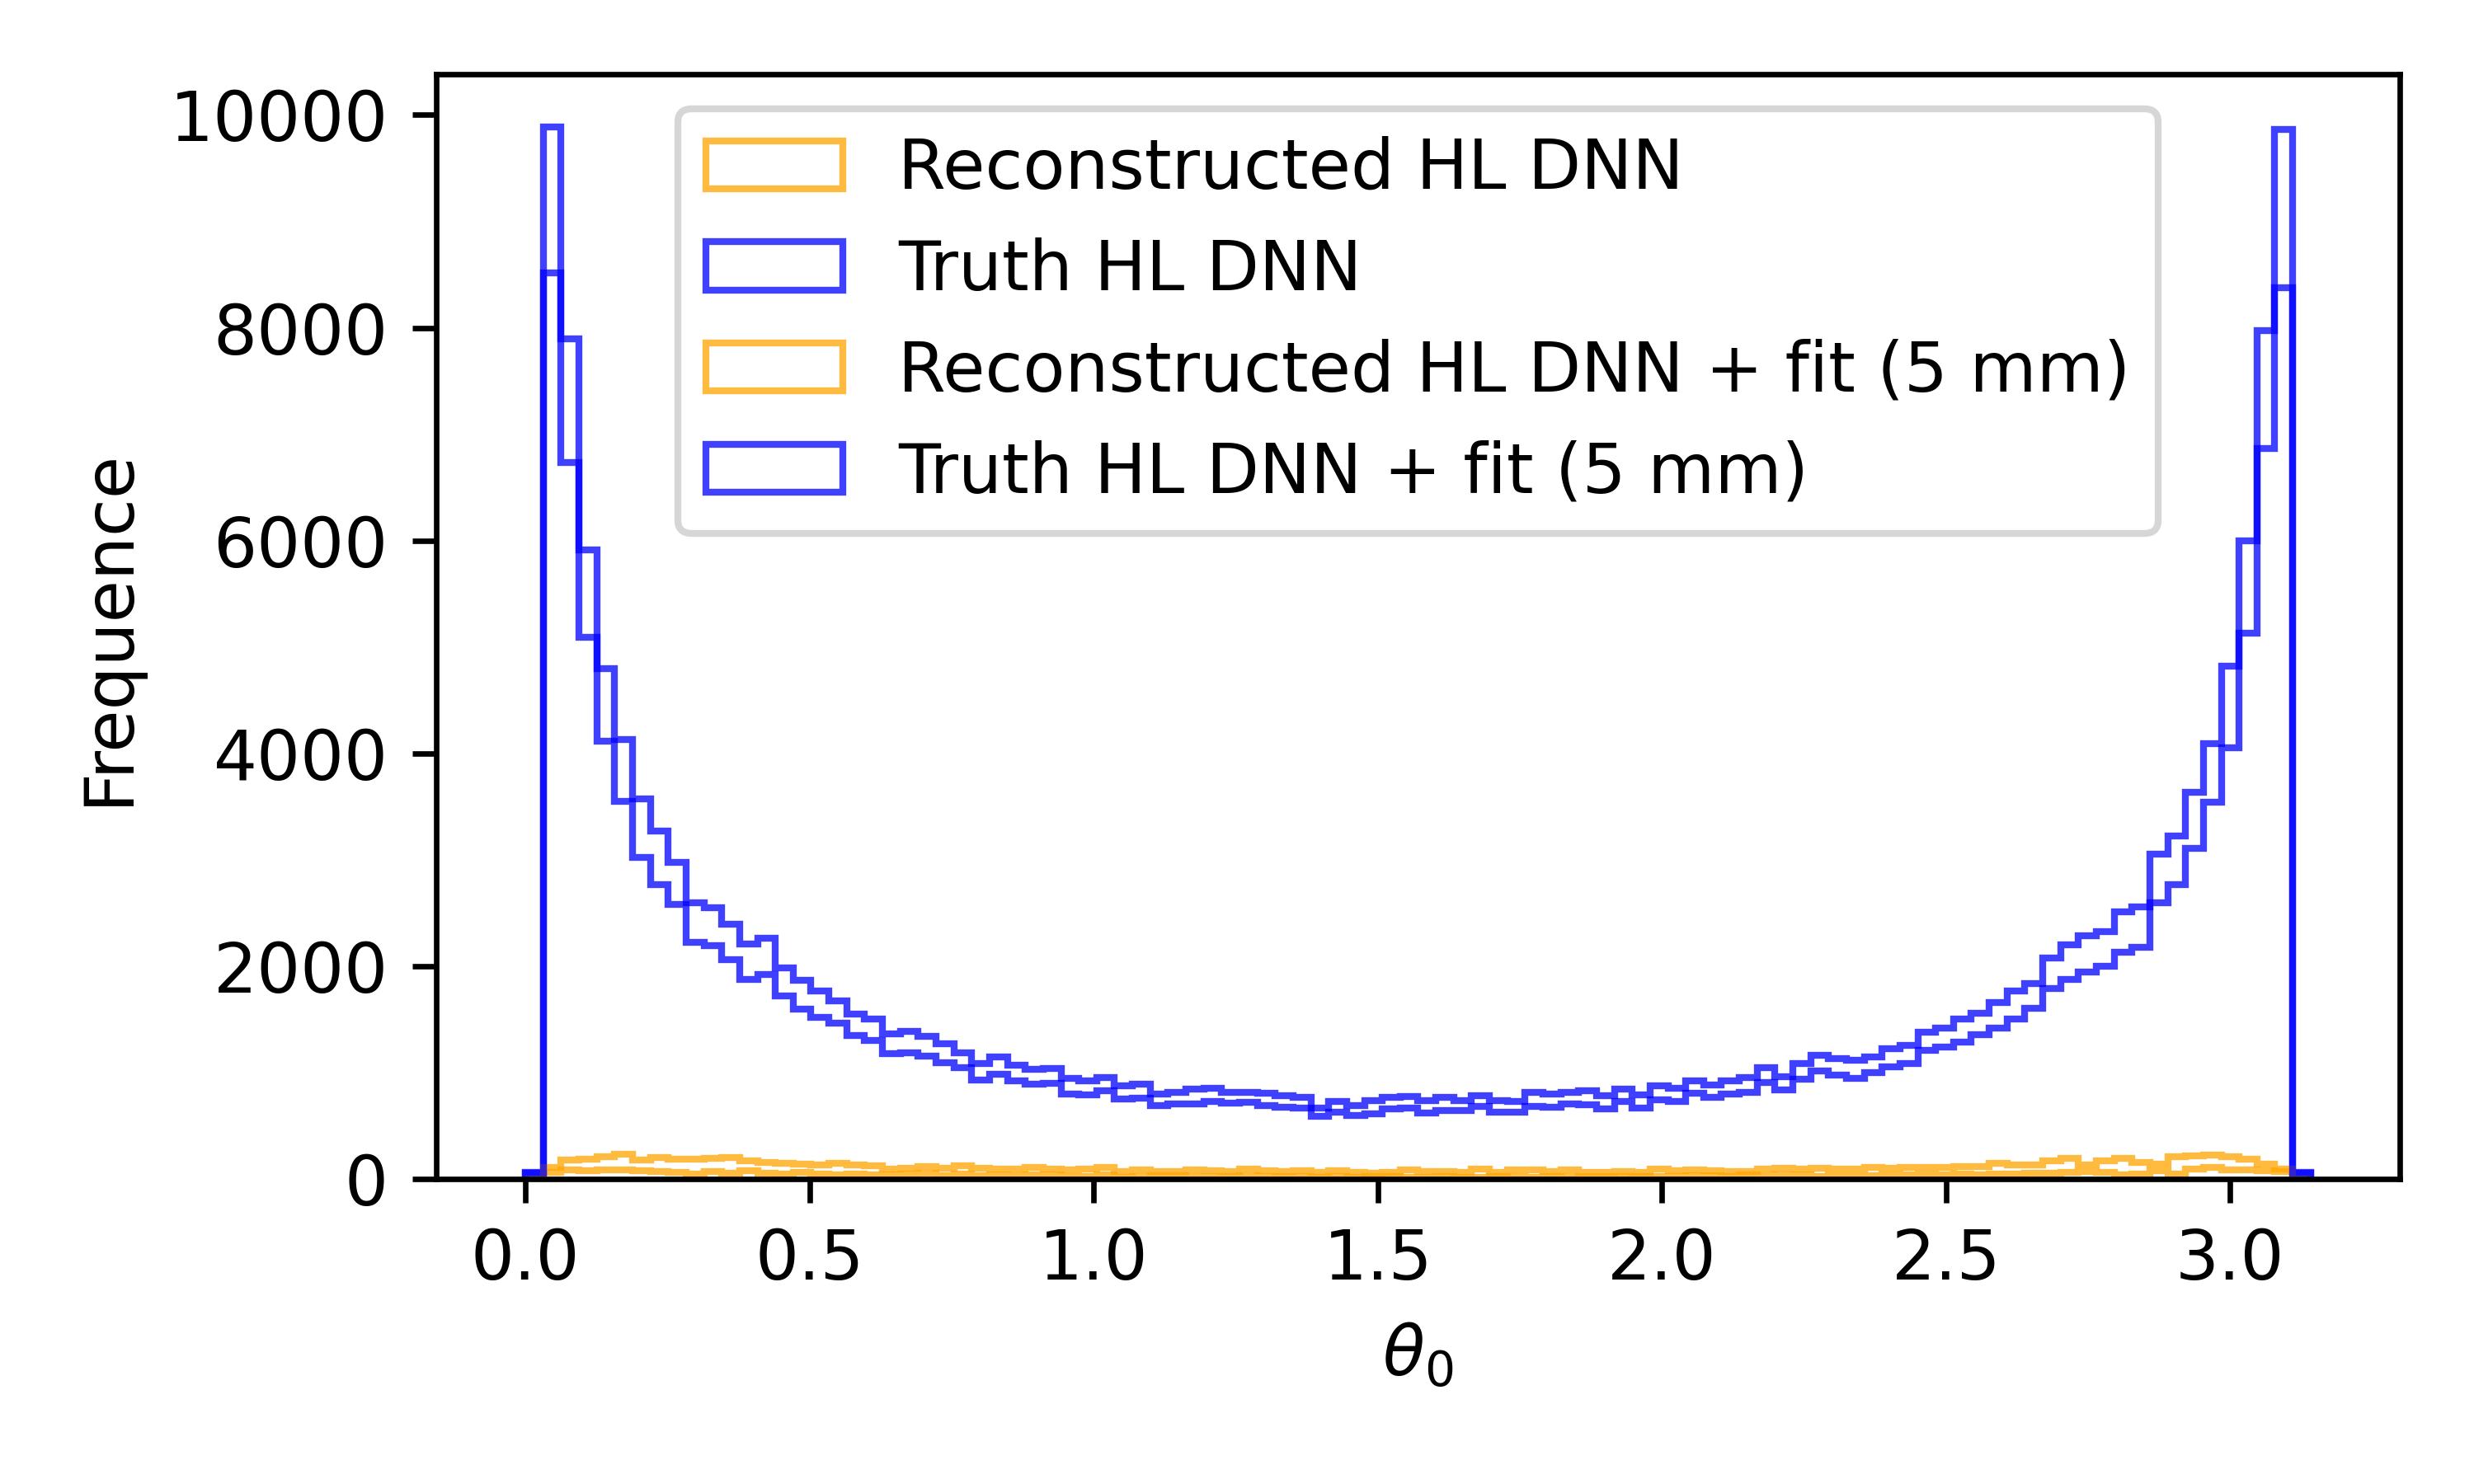 10000
8000
6000
4000
2000
0
Frequency
Reconstructed HL DNN
Truth HL DNN
Reconstructed HL DNN + fit (5 mm)
Truth HL DNN + fit (5 mm)
0.0 0.5 1.0 1.5 2.0 2.5 3.0
θ₀